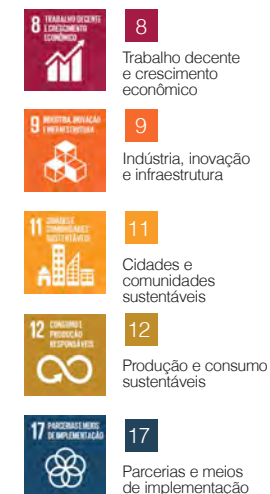 8 TRABALHO DECENTE
E CRESCIMENTO
ECONÔMICO
8
Trabalho decente
e crescimento
econômico
9 INDÚSTRIA, INOVAÇÃO
E INFRAESTRUTURA
9
Indústria, inovação
e infraestrutura
11 CIDADES E
COMUNIDADES
SUSTENTÁVEIS
11
Cidades e
comunidades
sustentáveis
12 CONSUMO E
PRODUÇÃO
RESPONSÁVEIS
12
Produção e consumo
sustentáveis
17 PARCERIAS E MEIOS
DE IMPLEMENTAÇÃO
17
Parcerias e meios
de implementação